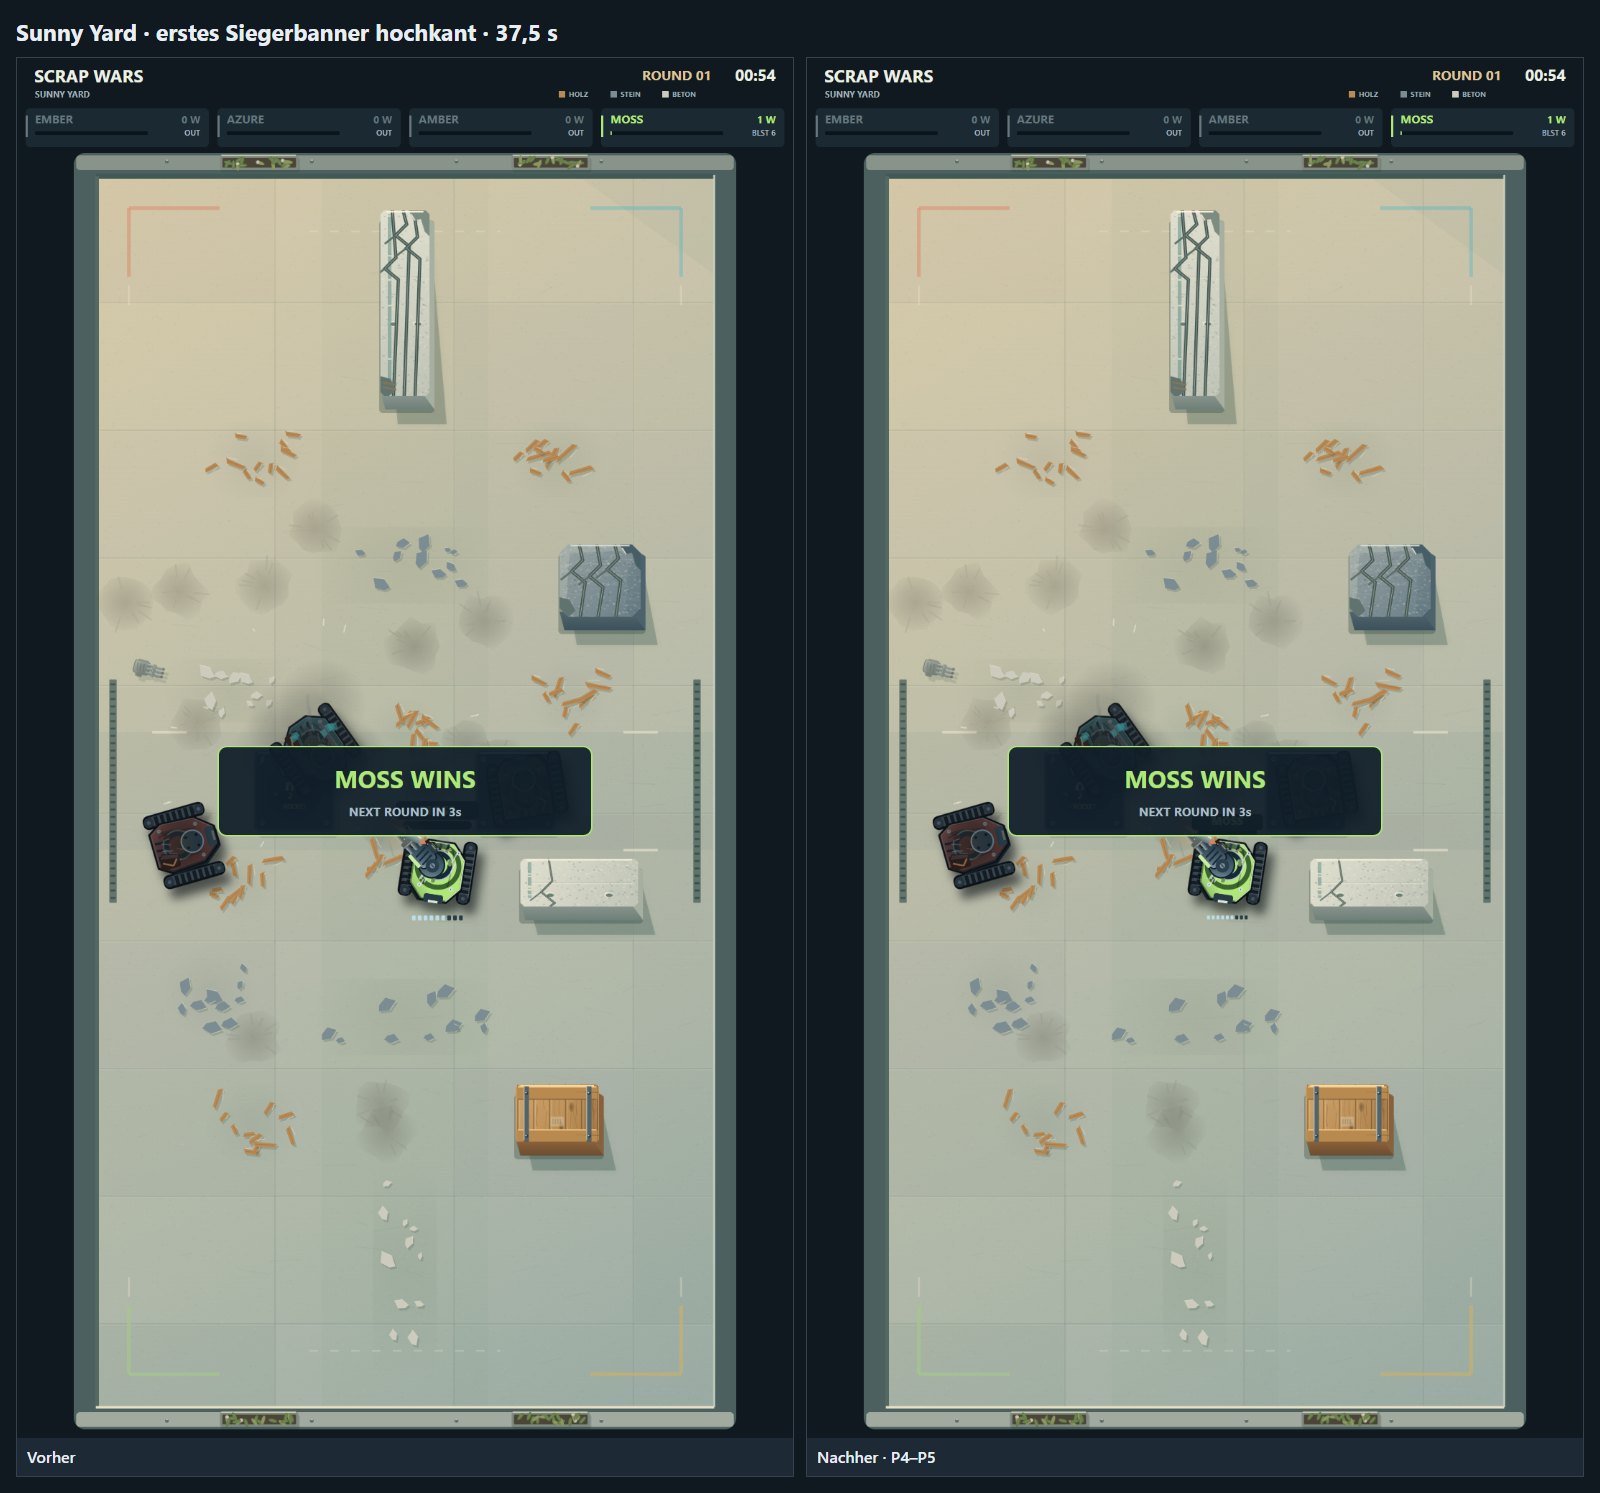 Sunny Yard · erstes Siegerbanner hochkant · 37,5 s
SCRAP WARS
ROUND 01 00:54
SUNNY YARD
HOLZ STEIN BETON
EMBER 0 W
OUT
AZURE 0 W
OUT
AMBER 0 W
OUT
MOSS 1 W
BLST 6
MOSS WINS
NEXT ROUND IN 3s
Vorher
SCRAP WARS
ROUND 01 00:54
SUNNY YARD
HOLZ STEIN BETON
EMBER 0 W
OUT
AZURE 0 W
OUT
AMBER 0 W
OUT
MOSS 1 W
BLST 6
MOSS WINS
NEXT ROUND IN 3s
Nachher · P4–P5